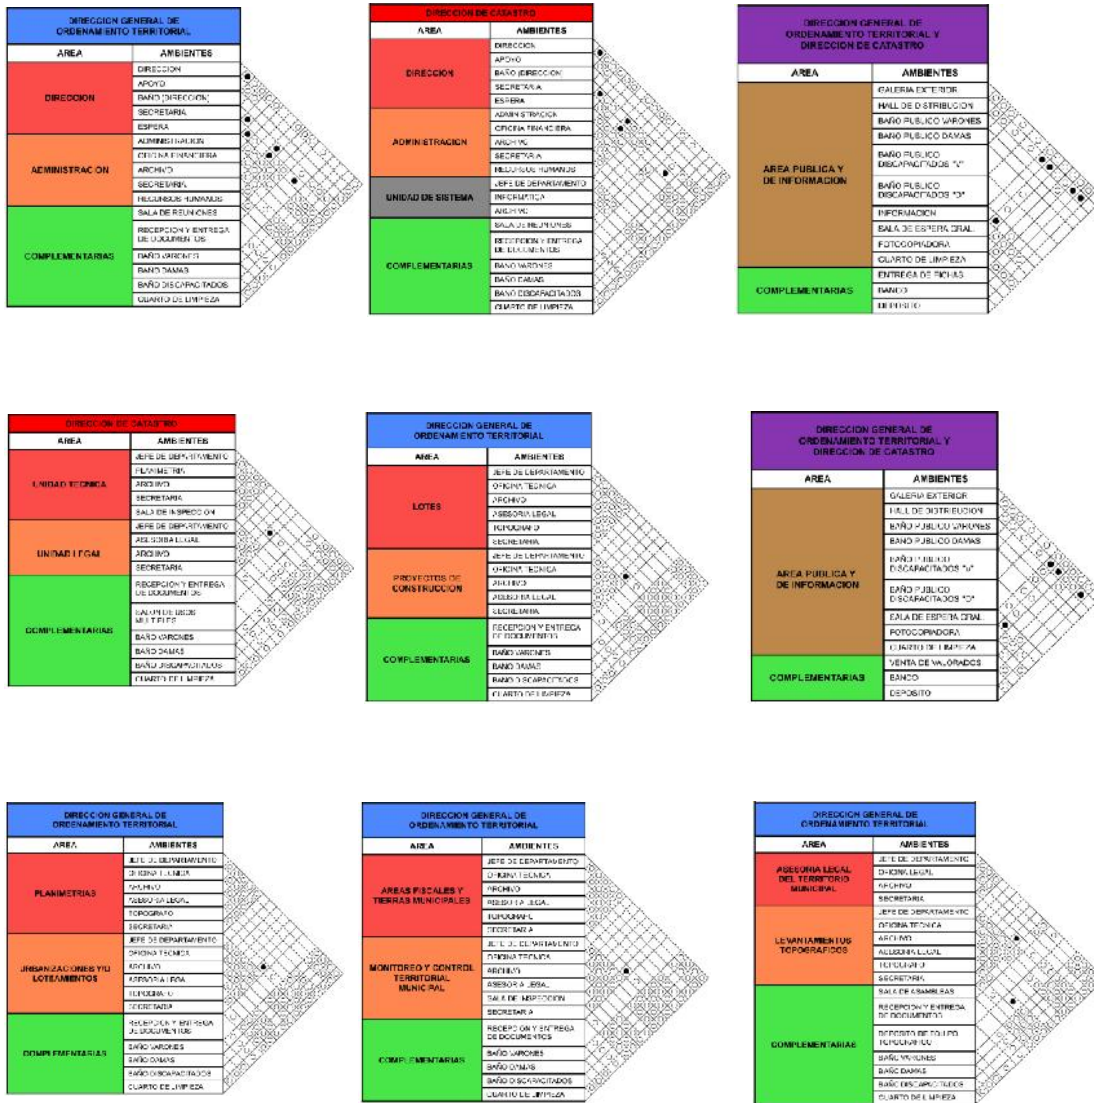 DIRECCION GENERAL DE
ORDENAMIENTO TERRITORIAL
AREA AMBIENTES
DIRECCION
DIRECCION
APOYO
BAÑO (DIRECCION)
SECRETARIA
ESPERA
ADMINISTRACION
ADMINISTRACION
OFICINA FINANCIERA
ARCHIVO
SECRETARIA
RECURSOS HUMANOS
COMPLEMENTARIAS
SALA DE REUNIONES
RECEPCION Y ENTREGA
DE DOCUMENTOS
BAÑO VARONES
BANO DAMAS
BAÑO DISCAPACITADOS
CUARTO DE LIMPIEZA
DIRECCION DE CATASTRO
AREA AMBIENTES
DIRECCION
DIRECCION
APOYO
BAÑO (DIRECCION)
SECRETARIA
ESPERA
ADMINISTRACION
ADMINISTRACION
OFICINA FINANCIERA
ARCHIVO
SECRETARIA
RECURSOS HUMANOS
UNIDAD DE SISTEMA
JEFE DE DEPARTAMENTO
INFORMATICA
ARCHIVO
COMPLEMENTARIAS
SALA DE REUNIONES
RECEPCION Y ENTREGA
DE DOCUMENTOS
BANO VARONES
BAÑO DAMAS
BANO DISCAPACITADOS
CUARTO DE LIMPIEZA
DIRECCION GENERAL DE
ORDENAMIENTO TERRITORIAL Y
DIRECCION DE CATASTRO
AREA AMBIENTES
AREA PUBLICA Y
DE INFORMACION
GALERIA EXTERIOR
HALL DE DISTRIBUCION
BAÑO PUBLICO VARONES
BANO PUBLICO DAMAS
BAÑO PUBLICO
DISCAPACITADOS "V"
BAÑO PUBLICO
DISCAPACITADOS "D"
INFORMACION
SALA DE ESPERA GRAL.
FOTOCOPIADORA
CUARTO DE LIMPIEZA
COMPLEMENTARIAS
ENTREGA DE FICHAS
BANCO
DEPOSITO
DIRECCION DE CATASTRO
AREA AMBIENTES
UNIDAD TECNICA
JEFE DE DEPARTAMENTO
PLANIMETRIA
ARCHIVO
SECRETARIA
SALA DE INSPECCION
UNIDAD LEGAL
JEFE DE DEPARTAMENTO
ASESORIA LEGAL
ARCHIVO
SECRETARIA
COMPLEMENTARIAS
RECEPCION Y ENTREGA
DE DOCUMENTOS
SALON DE USOS
MULTIPLES
BAÑO VARONES
BAÑO DAMAS
BAÑO DISCAPACITADOS
CUARTO DE LIMPIEZA
DIRECCION GENERAL DE
ORDENAMIENTO TERRITORIAL
AREA AMBIENTES
LOTES
JEFE DE DEPARTAMENTO
OFICINA TECNICA
ARCHIVO
ASESORIA LEGAL
TOPOGRAFO
SECRETARIA
PROYECTOS DE
CONSTRUCCION
JEFE DE DEPARTAMENTO
OFICINA TECNICA
ARCHIVO
ASESORIA LEGAL
SECRETARIA
COMPLEMENTARIAS
RECEPCION Y ENTREGA
DE DOCUMENTOS
BAÑO VARONES
BANO DAMAS
BANO DISCAPACITADOS
CUARTO DE LIMPIEZA
DIRECCION GENERAL DE
ORDENAMIENTO TERRITORIAL Y
DIRECCION DE CATASTRO
AREA AMBIENTES
AREA PUBLICA Y
DE INFORMACION
GALERIA EXTERIOR
HALL DE DISTRIBUCION
BAÑO PUBLICO VARONES
BANO PUBLICO DAMAS
BAÑO PUBLICO
DISCAPACITADOS "V"
BAÑO PUBLICO
DISCAPACITADOS "D"
SALA DE ESPERA GRAL.
FOTOCOPIADORA
CUARTO DE LIMPIEZA
COMPLEMENTARIAS
VENTA DE VALORADOS
BANCO
DEPOSITO
DIRECCION GENERAL DE
ORDENAMIENTO TERRITORIAL
AREA AMBIENTES
PLANIMETRIAS
JEFE DE DEPARTAMENTO
OFICINA TECNICA
ARCHIVO
ASESORIA LEGAL
TOPOGRAFO
SECRETARIA
URBANIZACIONES Y/O
LOTEAMIENTOS
JEFE DE DEPARTAMENTO
OFICINA TECNICA
ARCHIVO
ASESORIA LEGAL
TOPOGRAFO
SECRETARIA
COMPLEMENTARIAS
RECEPCION Y ENTREGA
DE DOCUMENTOS
BAÑO VARONES
BAÑO DAMAS
BAÑO DISCAPACITADOS
CUARTO DE LIMPIEZA
DIRECCION GENERAL DE
ORDENAMIENTO TERRITORIAL
AREA AMBIENTES
AREAS FISCALES Y
TIERRAS MUNICIPALES
JEFE DE DEPARTAMENTO
OFICINA TECNICA
ARCHIVO
ASESORIA LEGAL
TOPOGRAFO
SECRETARIA
MONITOREO Y CONTROL
TERRITORIAL
MUNICIPAL
JEFE DE DEPARTAMENTO
OFICINA TECNICA
ARCHIVO
ASESORIA LEGAL
SALA DE INSPECCION
SECRETARIA
COMPLEMENTARIAS
RECEPCION Y ENTREGA
DE DOCUMENTOS
BAÑO VARONES
BAÑO DAMAS
BAÑO DISCAPACITADOS
CUARTO DE LIMPIEZA
DIRECCION GENERAL DE
ORDENAMIENTO TERRITORIAL
AREA AMBIENTES
ASESORIA LEGAL
DEL TERRITORIO
MUNICIPAL
JEFE DE DEPARTAMENTO
OFICINA LEGAL
ARCHIVO
SECRETARIA
LEVANTAMIENTOS
TOPOGRAFICOS
JEFE DE DEPARTAMENTO
OFICINA TECNICA
ARCHIVO
ASESORIA LEGAL
TOPOGRAFO
SECRETARIA
COMPLEMENTARIAS
SALA DE ASAMBLEAS
RECEPCION Y ENTREGA
DE DOCUMENTOS
DEPOSITO DE EQUIPO
TOPOGRAFICO
BAÑO VARONES
BAÑO DAMAS
BAÑO DISCAPACITADOS
CUARTO DE LIMPIEZA